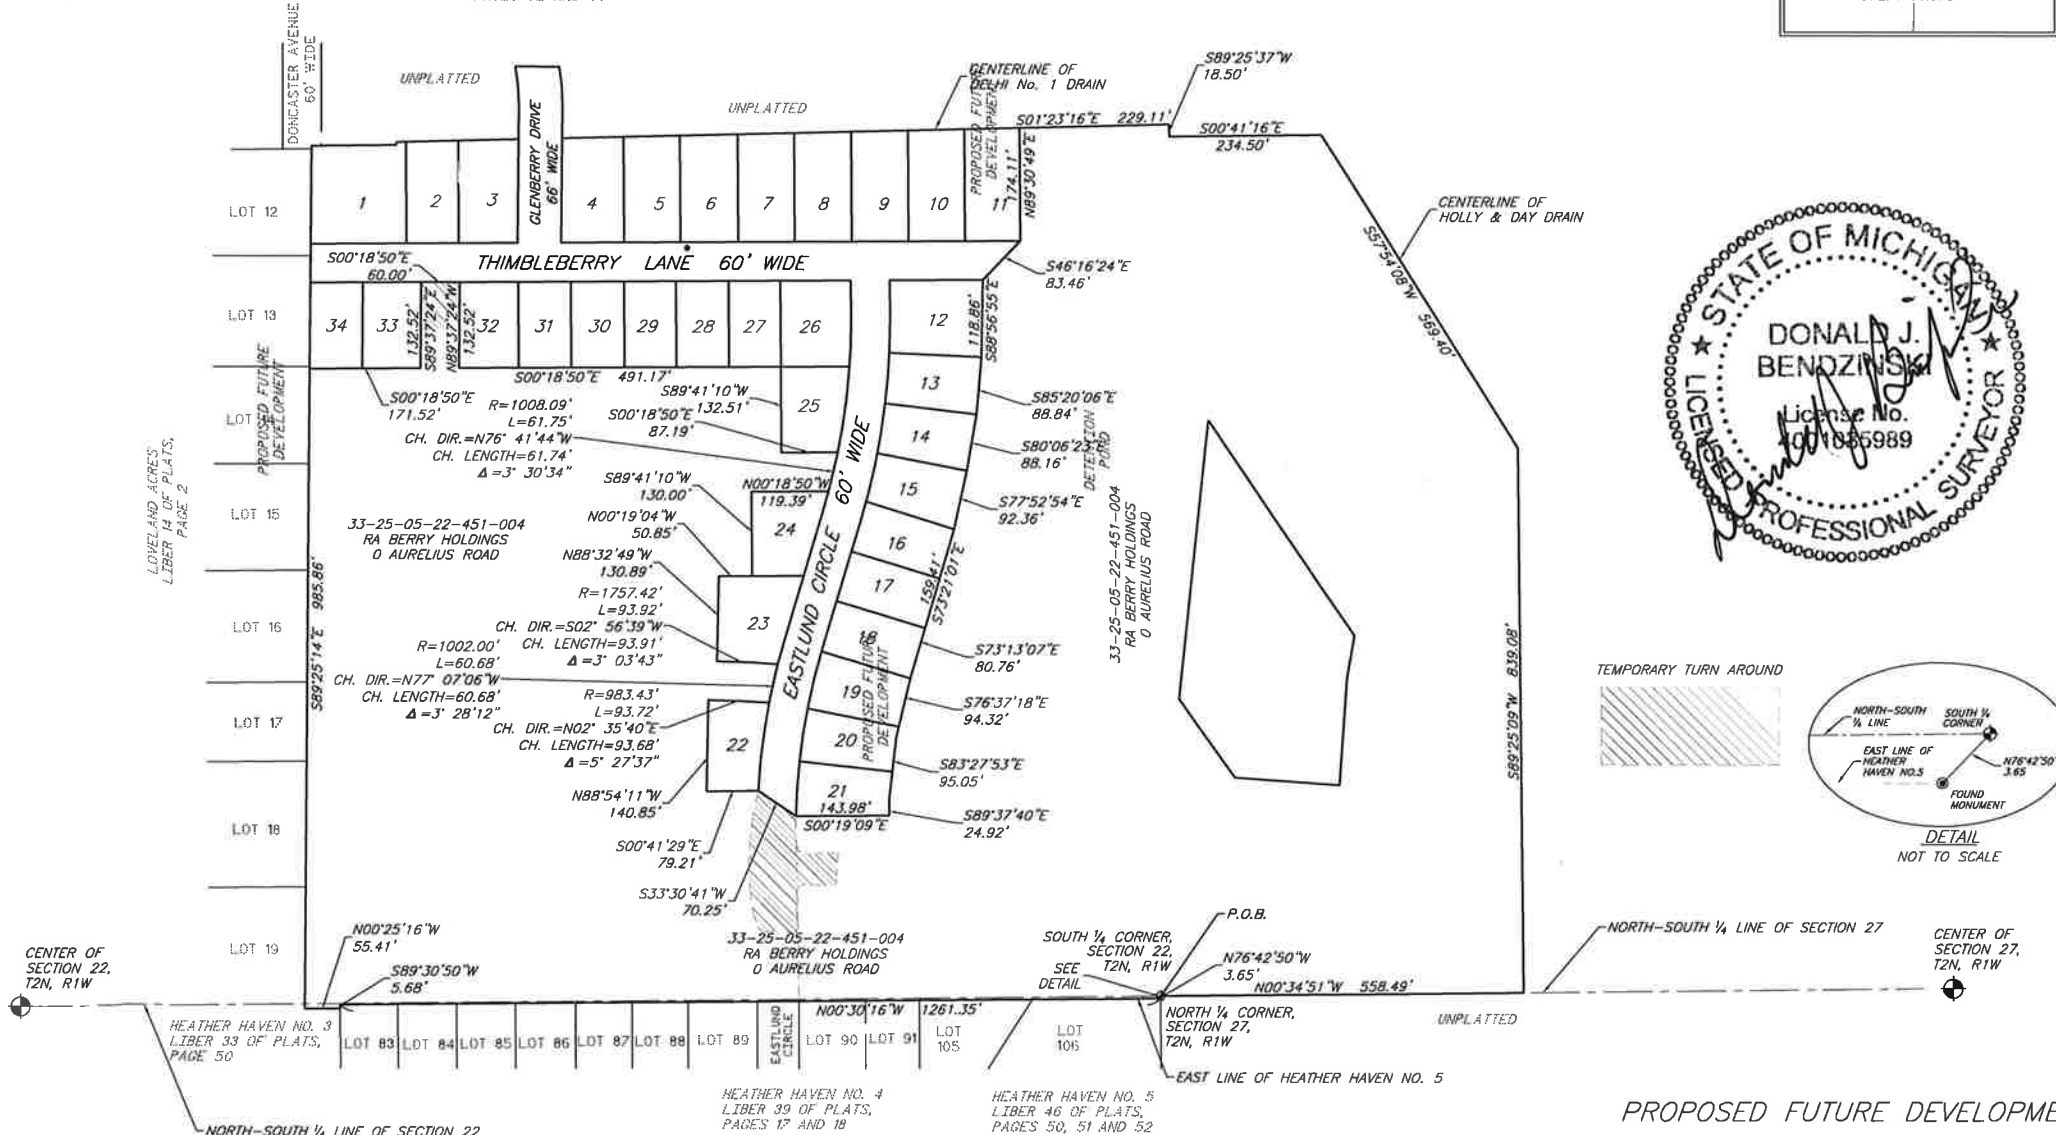 DONCASTER AVENUE
60' WIDE
UNPLATTED
UNPLATTED
GLENBERRY DRIVE
66' WIDE
CENTERLINE OF
DELHI No. 1 DRAIN
PROPOSED FUTURE
DEVELOPMENT
S89°25'37"W
18.50'
S01°23'16"E 229.11'
S00°41'16"E
234.50'
174.11'
N89°30'49"E
CENTERLINE OF
HOLLY & DAY DRAIN
S57°54'08"W 569.40'
LOT 12
1
2
3
4
5
6
7
8
9
10
11
S00°18'50"E
60.00'
THIMBLEBERRY LANE 60' WIDE
S46°16'24"E
83.46'
LOT 13
34
33
132.52'
S89°37'24"E
N89°37'24"W
132.52'
32
31
30
29
28
27
26
12
118.86'
S88°56'55"E
PROPOSED FUTURE
DEVELOPMENT
S00°18'50"E
171.52'
S00°18'50"E 491.17'
S89°41'10"W
132.51'
S00°18'50"E
87.19'
25
13
S85°20'06"E
88.84'
R=1008.09'
L=61.75'
CH. DIR.=N76° 41'44"W
CH. LENGTH=61.74'
Δ=3° 30'34"
14
S80°06'23"E
88.16'
DETENTION
POND
LOVELAND ACRES
LIBER 14 OF PLATS,
PAGE 2
LOT 15
S89°41'10"W
130.00'
N00°18'50"W
119.39'
24
15
S77°52'54"E
92.36'
33-25-05-22-451-004
RA BERRY HOLDINGS
0 AURELIUS ROAD
N00°19'04"W
50.85'
16
33-25-05-22-451-004
RA BERRY HOLDINGS
0 AURELIUS ROAD
S89°25'14"E 985.86'
N88°32'49"W
130.89'
EASTLUND CIRCLE 60' WIDE
17
159.41'
S73°21'01"E
R=1757.42'
L=93.92'
CH. DIR.=S02° 56'39"W
CH. LENGTH=93.91'
Δ=3° 03'43"
23
LOT 16
18
S73°13'07"E
80.76'
R=1002.00'
L=60.68'
CH. DIR.=N77° 07'06"W
CH. LENGTH=60.68'
Δ=3° 28'12"
19
S76°37'18"E
94.32'
PROPOSED FUTURE
DEVELOPMENT
LOT 17
R=983.43'
L=93.72'
CH. DIR.=N02° 35'40"E
CH. LENGTH=93.68'
Δ=5° 27'37"
22
20
S83°27'53"E
95.05'
N88°54'11"W
140.85'
21
143.98'
S00°19'09"E
S89°37'40"E
24.92'
LOT 18
S00°41'29"E
79.21'
S33°30'41"W
70.25'
S89°25'09"W 839.08'
STATE OF MICHIGAN
DONALD J.
BENDZINSKI
License No.
4001035989
LICENSED PROFESSIONAL SURVEYOR
TEMPORARY TURN AROUND
NORTH-SOUTH
¼ LINE
SOUTH ¼
CORNER
EAST LINE OF
HEATHER
HAVEN NO.5
N76°42'50"
3.65
FOUND
MONUMENT
DETAIL
NOT TO SCALE
LOT 19
N00°25'16"W
55.41'
S89°30'50"W
5.68'
33-25-05-22-451-004
RA BERRY HOLDINGS
0 AURELIUS ROAD
SOUTH ¼ CORNER,
SECTION 22,
T2N, R1W
SEE
DETAIL
P.O.B.
N76°42'50"W
3.65'
N00°34'51"W 558.49'
NORTH-SOUTH ¼ LINE OF SECTION 27
CENTER OF
SECTION 22,
T2N, R1W
CENTER OF
SECTION 27,
T2N, R1W
N00°30'16"W 1261.35'
NORTH ¼ CORNER,
SECTION 27,
T2N, R1W
UNPLATTED
HEATHER HAVEN NO. 3
LIBER 33 OF PLATS,
PAGE 50
LOT 83
LOT 84
LOT 85
LOT 86
LOT 87
LOT 88
LOT 89
EASTLUND
CIRCLE
LOT 90
LOT 91
LOT
105
LOT
106
EAST LINE OF HEATHER HAVEN NO. 5
HEATHER HAVEN NO. 4
LIBER 39 OF PLATS,
PAGES 17 AND 18
HEATHER HAVEN NO. 5
LIBER 46 OF PLATS,
PAGES 50, 51 AND 52
NORTH-SOUTH ¼ LINE OF SECTION 22
PROPOSED FUTURE DEVELOPME